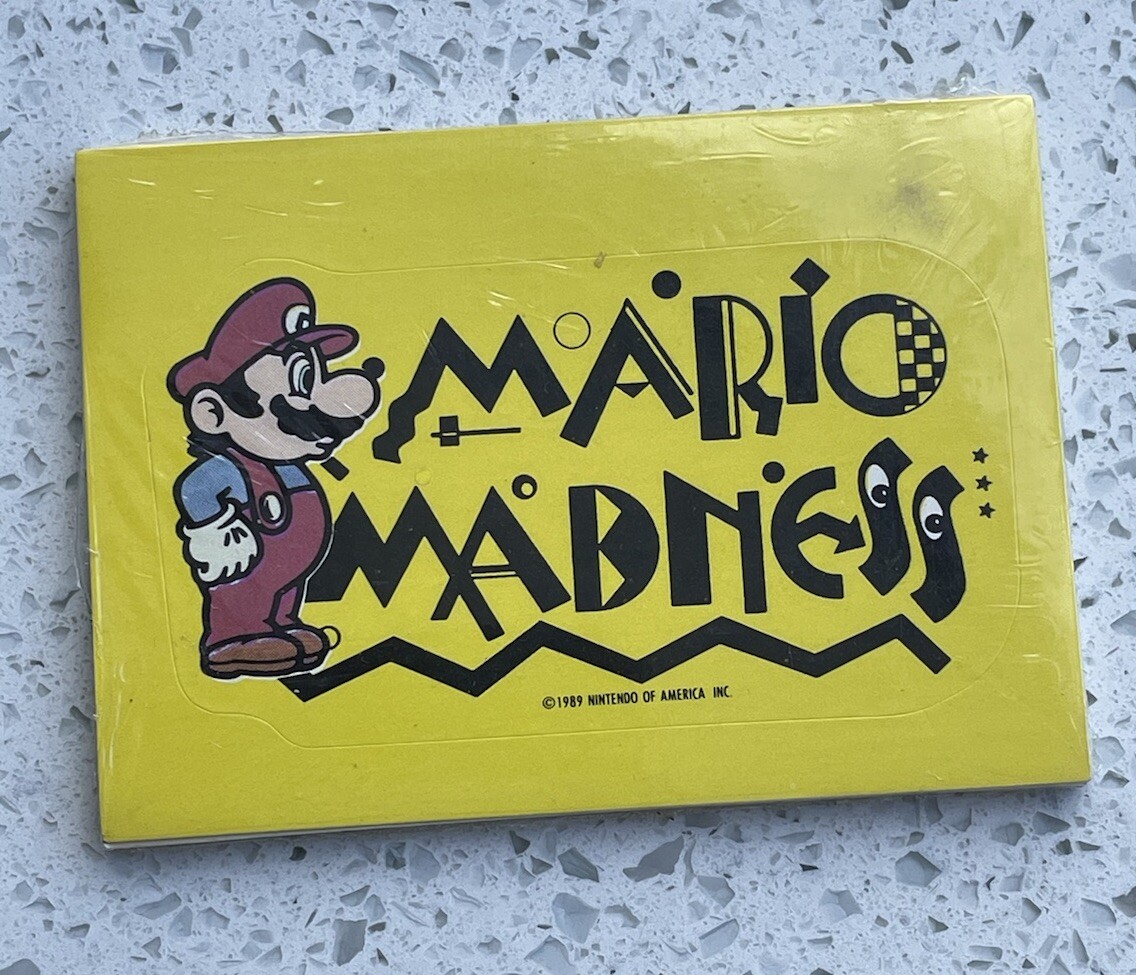 MARIO
MADNESS
©1989 NINTENDO OF AMERICA INC.